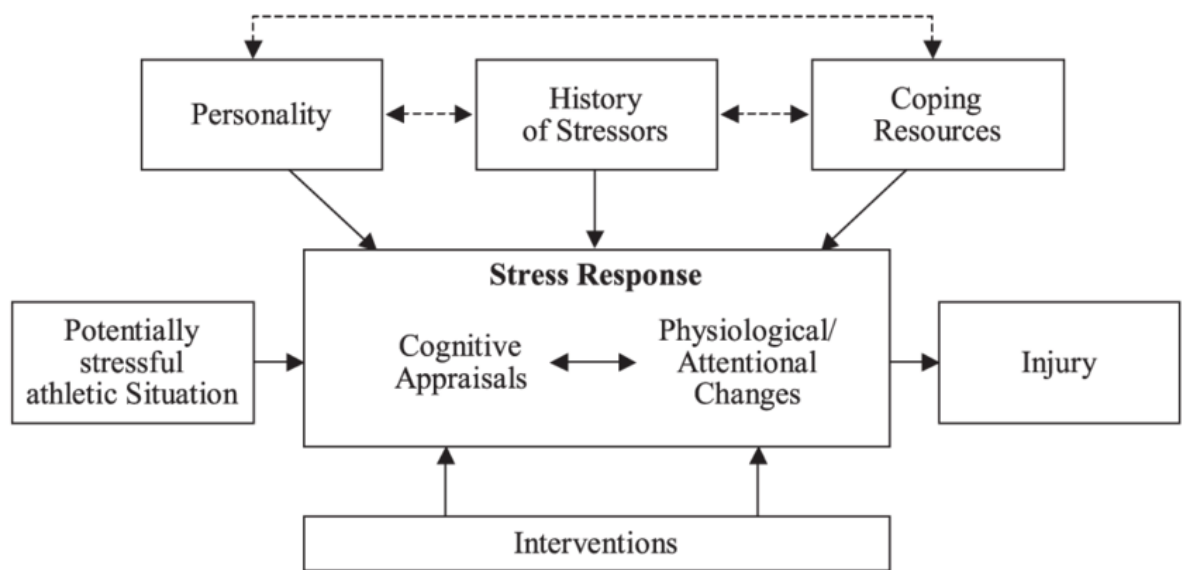 Personality
History
of Stressors
Coping
Resources
Stress Response
Potentially
stressful
athletic Situation
Cognitive
Appraisals
Physiological/
Attentional
Changes
Injury
Interventions